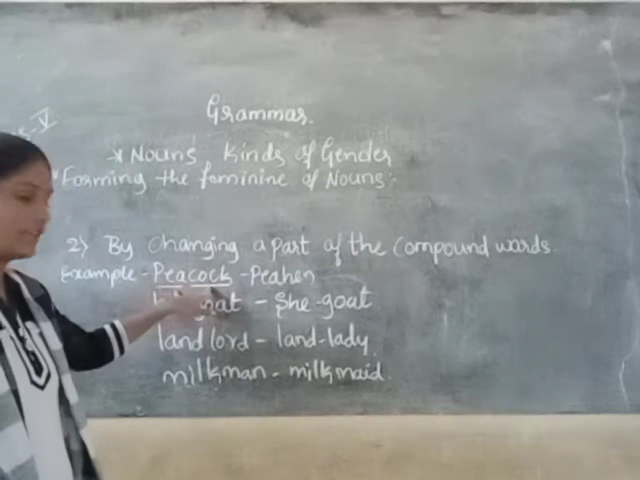 Grammar.
* Nouns, Kinds of Gender
Forming the feminine of Nouns:-
2) By Changing a part of the Compound words.
Example - Peacock - Peahen
- She-goat
landlord - land-lady
milkman - milkmaid.